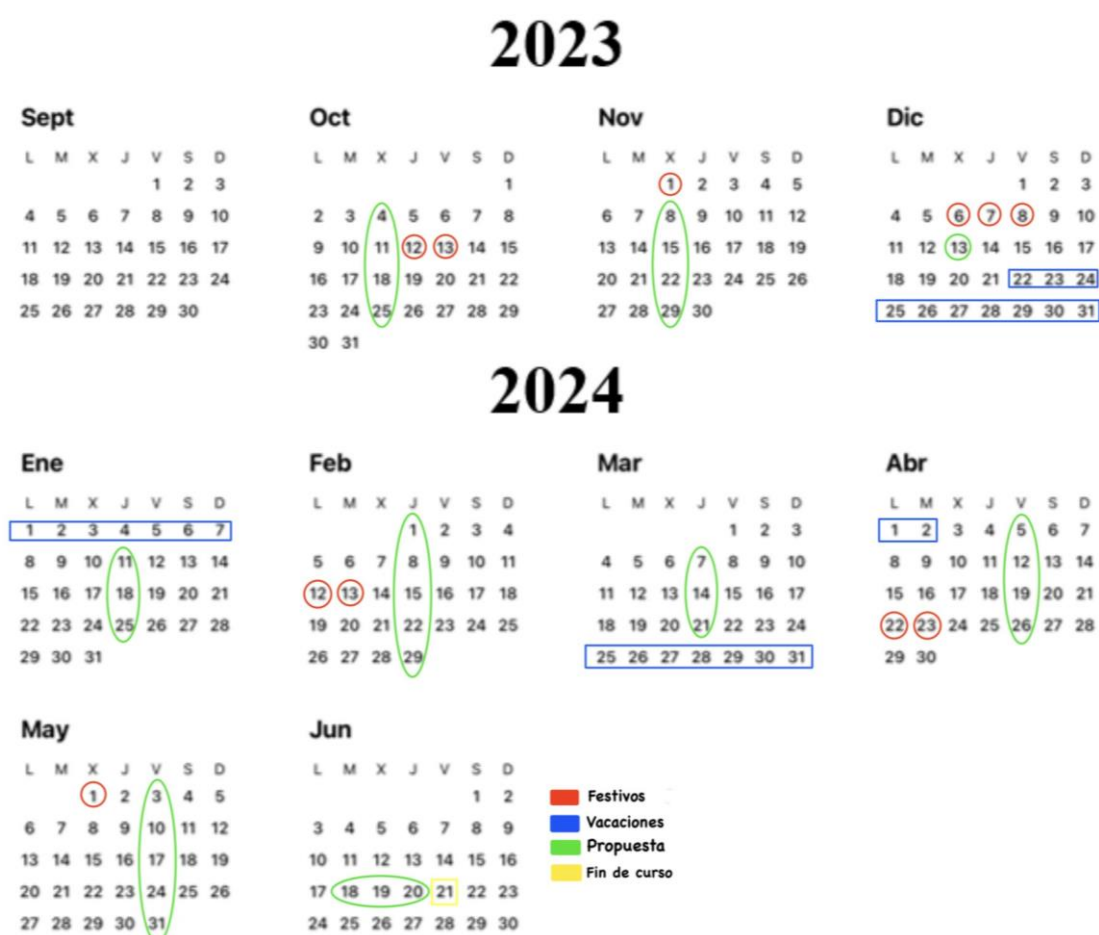 2023
Sept Oct Nov Dic
L M X J V S D L M X J V S D L M X J V S D L M X J V S D
1 2 3 1 1 2 3 4 5 1 2 3
4 5 6 7 8 9 10 2 3 4 5 6 7 8 6 7 8 9 10 11 12 4 5 6 7 8 9 10
11 12 13 14 15 16 17 9 10 11 12 13 14 15 13 14 15 16 17 18 19 11 12 13 14 15 16 17
18 19 20 21 22 23 24 16 17 18 19 20 21 22 20 21 22 23 24 25 26 18 19 20 21 22 23 24
25 26 27 28 29 30 23 24 25 26 27 28 29 27 28 29 30 25 26 27 28 29 30 31
30 31
2024
Ene Feb Mar Abr
L M X J V S D L M X J V S D L M X J V S D L M X J V S D
1 2 3 4 5 6 7 1 2 3 4 1 2 3 1 2 3 4 5 6 7
8 9 10 11 12 13 14 5 6 7 8 9 10 11 4 5 6 7 8 9 10 8 9 10 11 12 13 14
15 16 17 18 19 20 21 12 13 14 15 16 17 18 11 12 13 14 15 16 17 15 16 17 18 19 20 21
22 23 24 25 26 27 28 19 20 21 22 23 24 25 18 19 20 21 22 23 24 22 23 24 25 26 27 28
29 30 31 26 27 28 29 25 26 27 28 29 30 31 29 30
May Jun
L M X J V S D L M X J V S D
1 2 3 4 5 1 2
6 7 8 9 10 11 12 3 4 5 6 7 8 9
13 14 15 16 17 18 19 10 11 12 13 14 15 16
20 21 22 23 24 25 26 17 18 19 20 21 22 23
27 28 29 30 31 24 25 26 27 28 29 30
Festivos
Vacaciones
Propuesta
Fin de curso